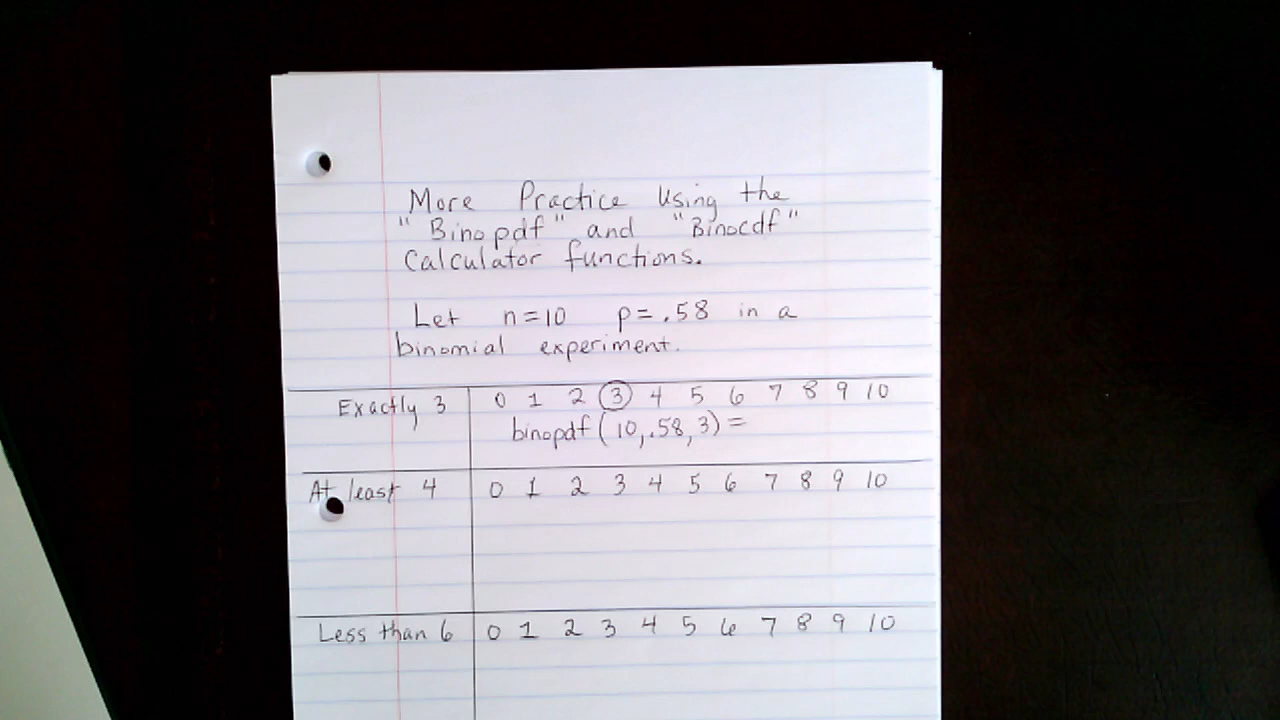 More Practice Using the
"Binopdf" and "Binocdf"
Calculator functions.
Let n=10 p=.58 in a
binomial experiment.
Exactly 3 0 1 2 3 4 5 6 7 8 9 10
binopdf(10,.58,3)=
At least 4 0 1 2 3 4 5 6 7 8 9 10
Less than 6 0 1 2 3 4 5 6 7 8 9 10